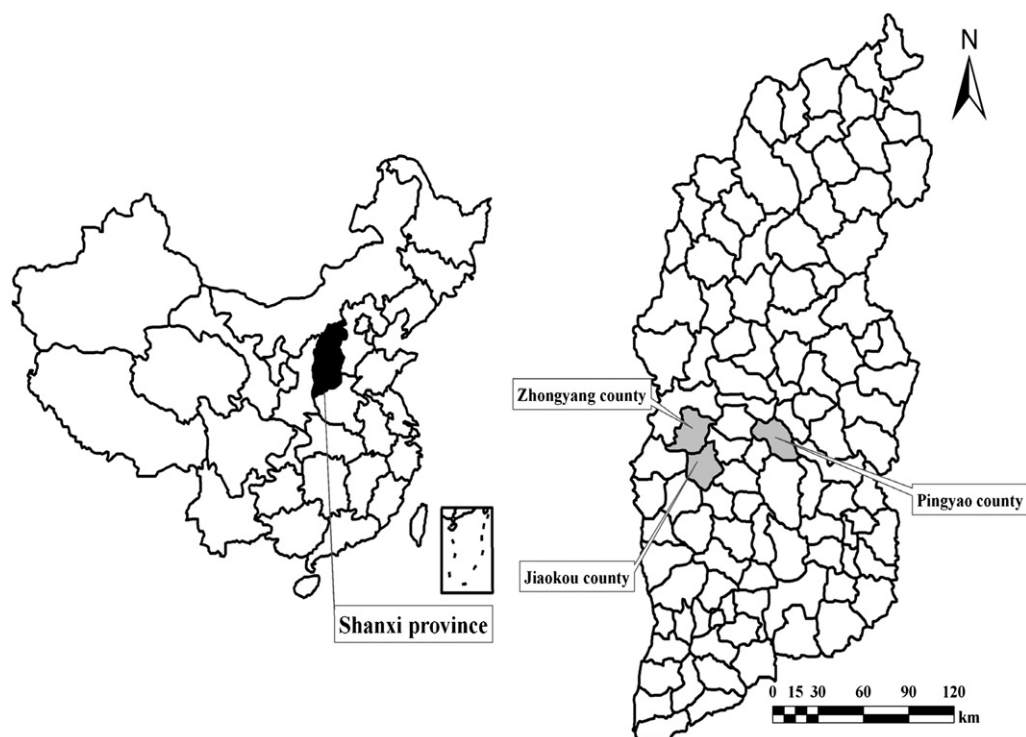 N
Zhongyang county
Pingyao county
Jiaokou county
Shanxi province
0 15 30 60 90 120
km